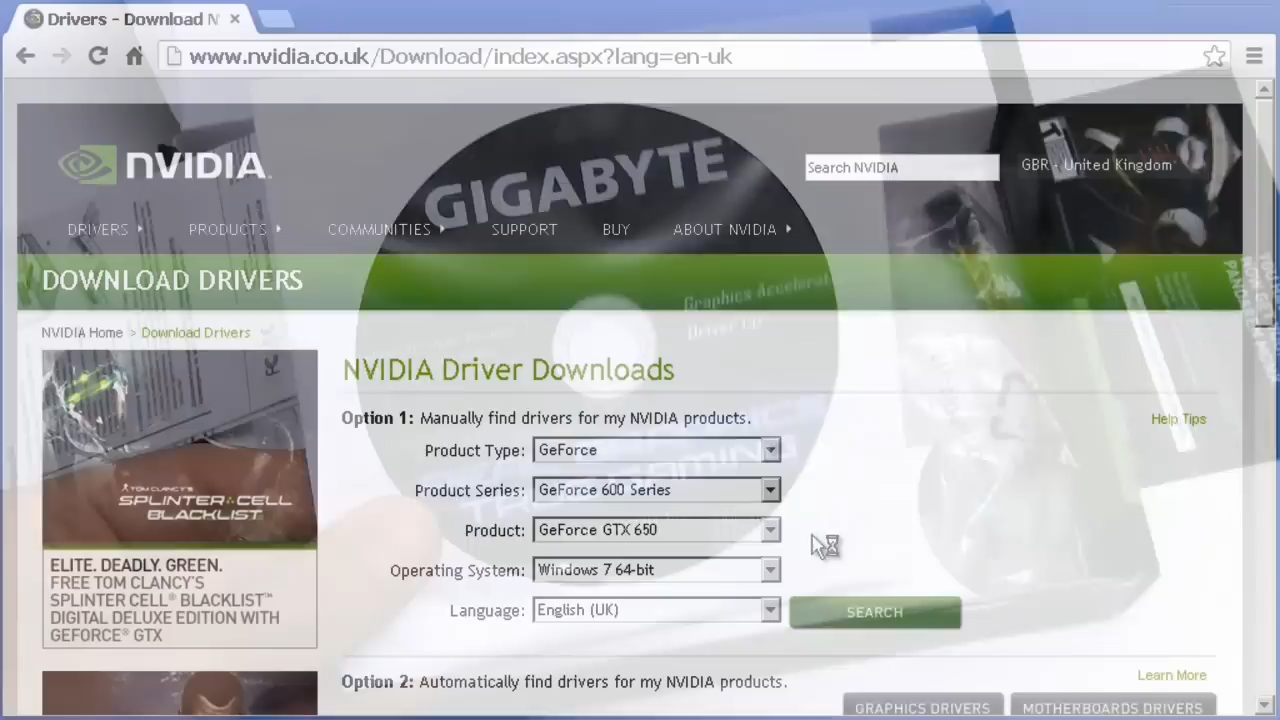 Drivers - Download N
www.nvidia.co.uk/Download/index.aspx?lang=en-uk
NVIDIA.
GIGABYTE
Search NVIDIA
GBR - United Kingdom
DRIVERS
PRODUCTS
COMMUNITIES
SUPPORT
BUY
ABOUT NVIDIA
DOWNLOAD DRIVERS
Graphics Accelerat
Driver CD
NVIDIA Home > Download Drivers
NVIDIA Driver Downloads
Option 1: Manually find drivers for my NVIDIA products.
Help Tips
Product Type: GeForce
Product Series: GeForce 600 Series
Product: GeForce GTX 650
Operating System: Windows 7 64-bit
Language: English (UK)
SEARCH
TOM CLANCY'S
SPLINTER CELL
BLACKLIST™
ELITE. DEADLY. GREEN.
FREE TOM CLANCY'S
SPLINTER CELL® BLACKLIST™
DIGITAL DELUXE EDITION WITH
GEFORCE® GTX
Option 2: Automatically find drivers for my NVIDIA products.
Learn More
GRAPHICS DRIVERS
MOTHERBOARDS DRIVERS